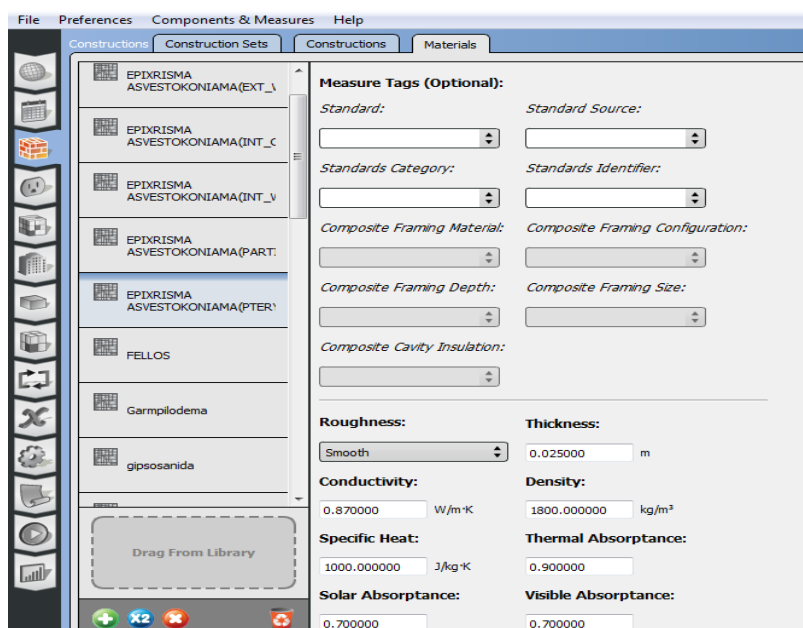 File Preferences Components & Measures Help
Constructions Construction Sets Constructions Materials
EPIXRISMA
ASVESTOKONIAMA(EXT_
EPIXRISMA
ASVESTOKONIAMA(INT_C
EPIXRISMA
ASVESTOKONIAMA(INT_
EPIXRISMA
ASVESTOKONIAMA(PART
EPIXRISMA
ASVESTOKONIAMA(PTER
FELLOS
Garmpilodema
gipsosanida
Drag From Library
X2
Measure Tags (Optional):
Standard: Standard Source:
Standards Category: Standards Identifier:
Composite Framing Material: Composite Framing Configuration:
Composite Framing Depth: Composite Framing Size:
Composite Cavity Insulation:
Roughness: Thickness:
Smooth 0.025000 m
Conductivity: Density:
0.870000 W/m·K 1800.000000 kg/m³
Specific Heat: Thermal Absorptance:
1000.000000 J/kg·K 0.900000
Solar Absorptance: Visible Absorptance:
0.700000 0.700000